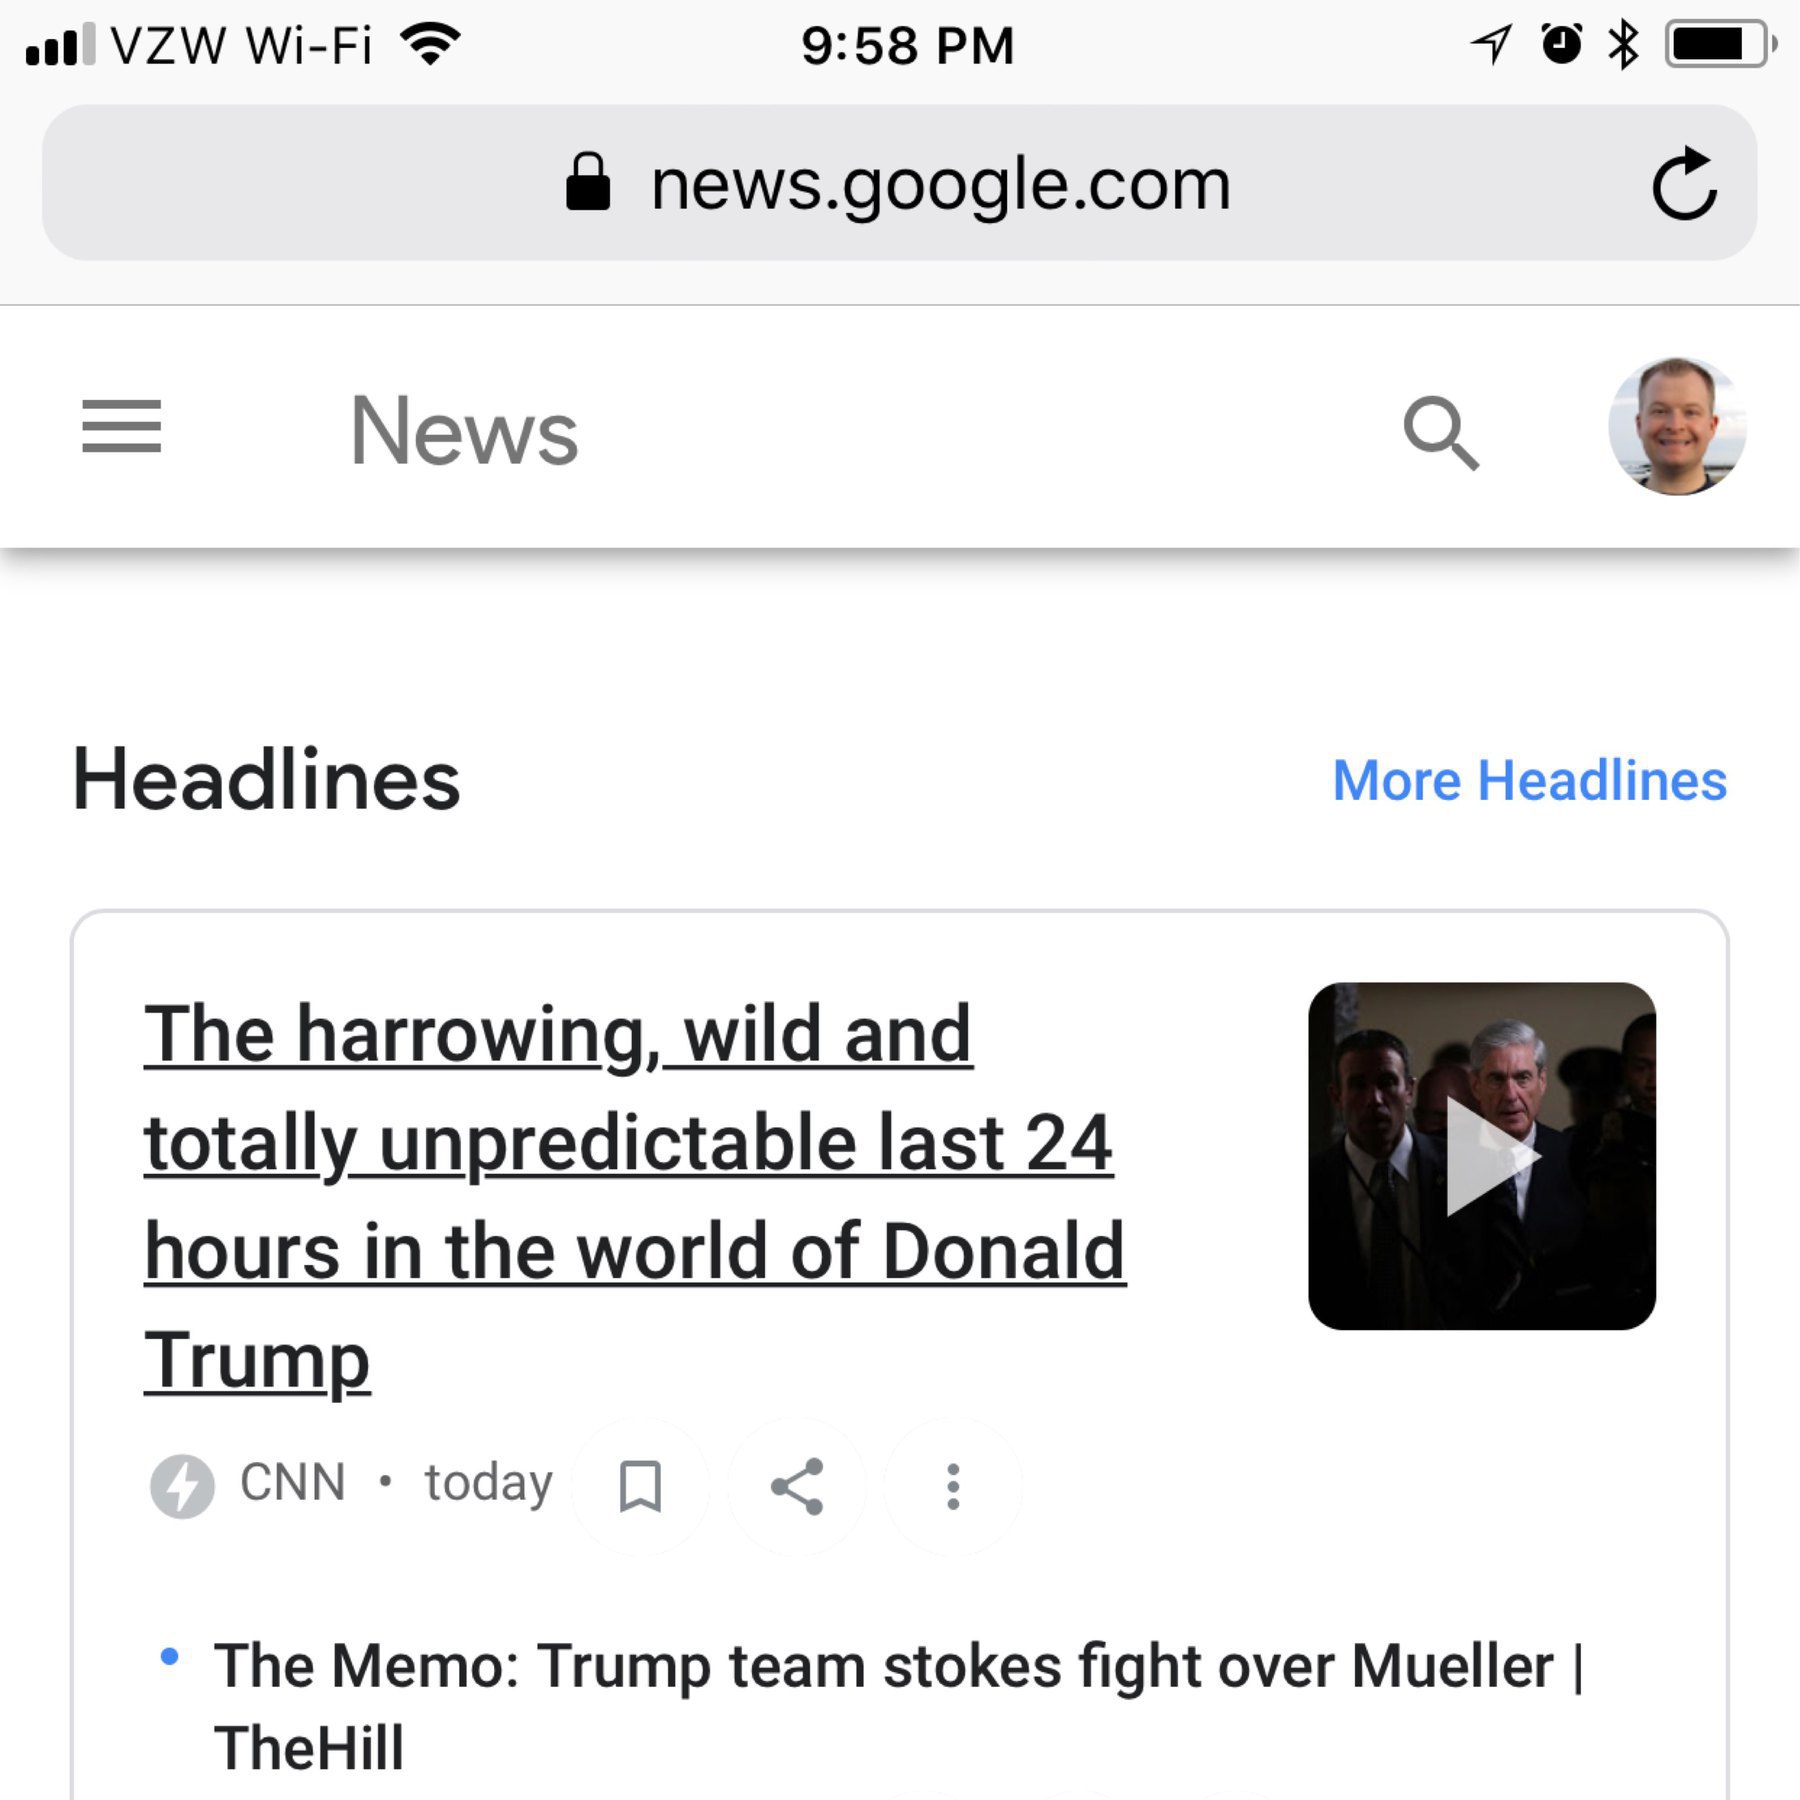 VZW Wi-Fi 9:58 PM
news.google.com
News
Headlines More Headlines
The harrowing, wild and
totally unpredictable last 24
hours in the world of Donald
Trump
CNN • today
• The Memo: Trump team stokes fight over Mueller |
TheHill